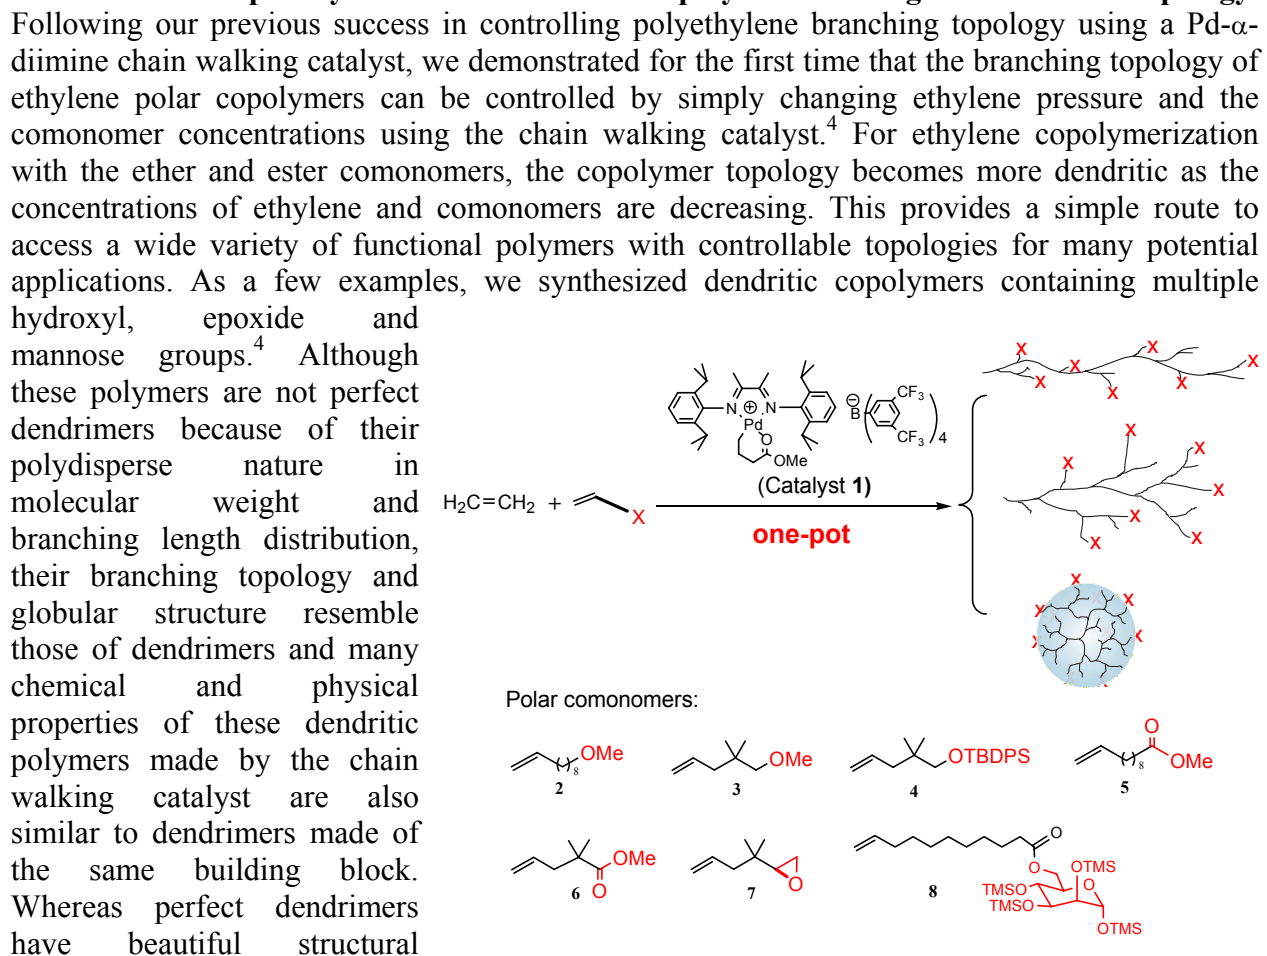 Following our previous success in controlling polyethylene branching topology using a Pd-α-
diimine chain walking catalyst, we demonstrated for the first time that the branching topology of
ethylene polar copolymers can be controlled by simply changing ethylene pressure and the
comonomer concentrations using the chain walking catalyst.4 For ethylene copolymerization
with the ether and ester comonomers, the copolymer topology becomes more dendritic as the
concentrations of ethylene and comonomers are decreasing. This provides a simple route to
access a wide variety of functional polymers with controllable topologies for many potential
applications. As a few examples, we synthesized dendritic copolymers containing multiple
hydroxyl, epoxide and
mannose groups.4 Although
these polymers are not perfect
dendrimers because of their
polydisperse nature in
molecular weight and
branching length distribution,
their branching topology and
globular structure resemble
those of dendrimers and many
chemical and physical
properties of these dendritic
polymers made by the chain
walking catalyst are also
similar to dendrimers made of
the same building block.
Whereas perfect dendrimers
have beautiful structural
H2C=CH2 + X
N ⊕ N
Pd
O
OMe
⊖
B
CF3
CF3
4
(Catalyst 1)
one-pot
X X X X X X X
X X X X X X X
X X X X X X
Polar comonomers:
( )8 OMe
2
OMe
3
OTBDPS
4
O
( )8 OMe
5
OMe
O
6
O
7
O
O
OTMS
TMSO O
TMSO
OTMS
8